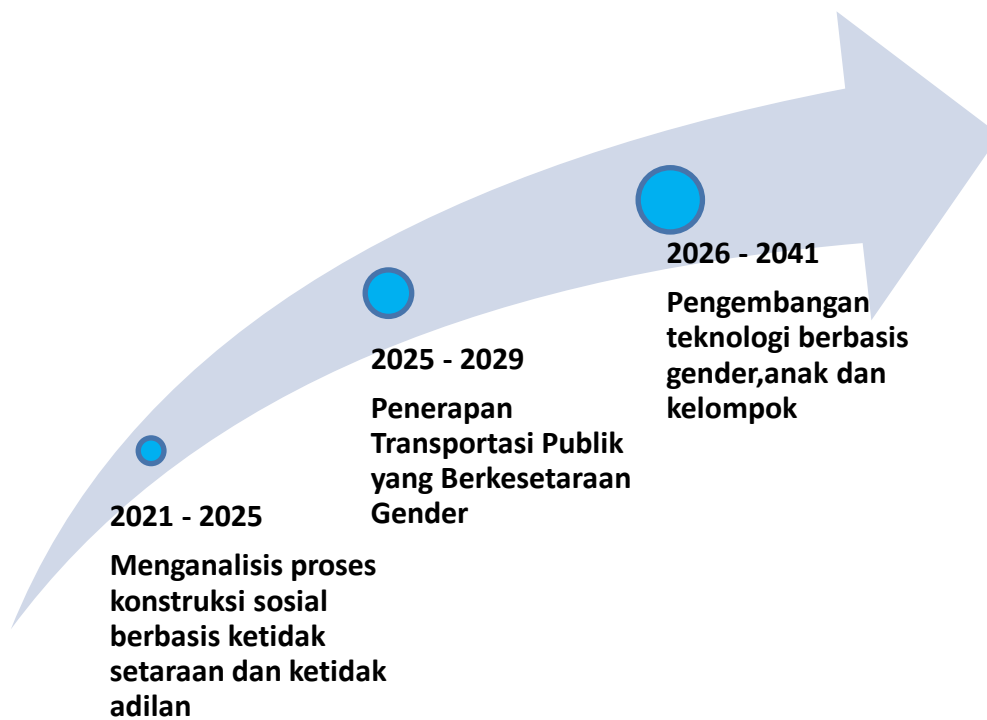 2021 - 2025
Menganalisis proses
konstruksi sosial
berbasis ketidak
setaraan dan ketidak
adilan
2025 - 2029
Penerapan
Transportasi Publik
yang Berkesetaraan
Gender
2026 - 2041
Pengembangan
teknologi berbasis
gender,anak dan
kelompok